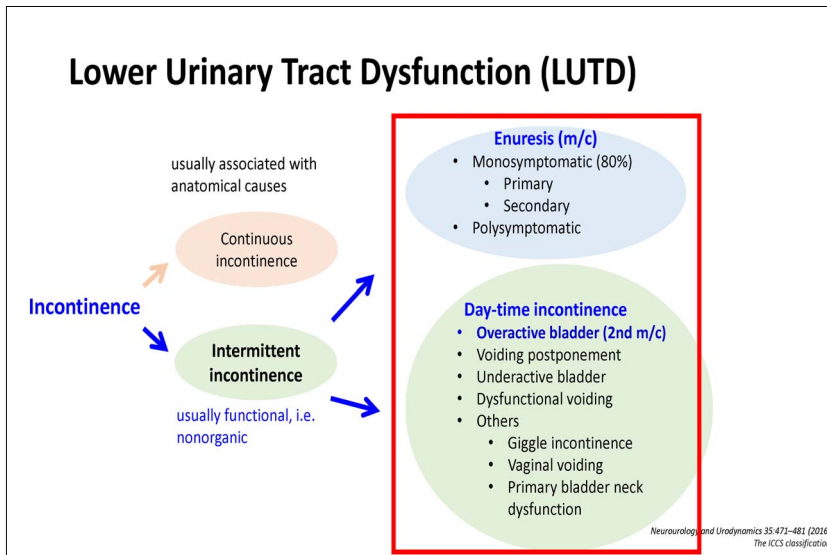 Lower Urinary Tract Dysfunction (LUTD)
usually associated with
anatomical causes
Continuous
incontinence
Incontinence
Intermittent
incontinence
usually functional, i.e.
nonorganic
Enuresis (m/c)
• Monosymptomatic (80%)
• Primary
• Secondary
• Polysymptomatic
Day-time incontinence
• Overactive bladder (2nd m/c)
• Voiding postponement
• Underactive bladder
• Dysfunctional voiding
• Others
• Giggle incontinence
• Vaginal voiding
• Primary bladder neck
dysfunction
Neurourology and Urodynamics 35:471–481 (2016
The ICCS classification